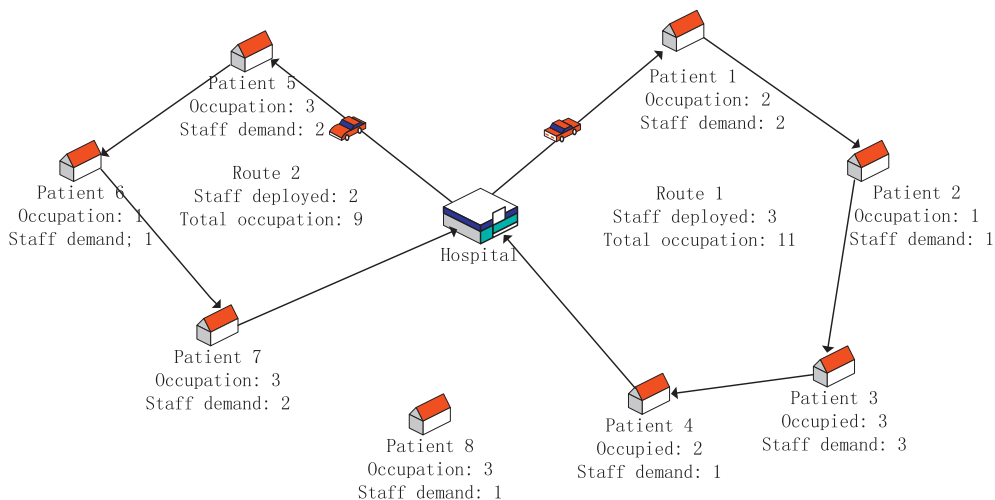 Patient 5
Occupation: 3
Staff demand: 2
Patient 1
Occupation: 2
Staff demand: 2
Patient 6
Occupation: 1
Staff demand; 1
Route 2
Staff deployed: 2
Total occupation: 9
Hospital
Route 1
Staff deployed: 3
Total occupation: 11
Patient 2
Occupation: 1
Staff demand: 1
Patient 7
Occupation: 3
Staff demand: 2
Patient 8
Occupation: 3
Staff demand: 1
Patient 4
Occupied: 2
Staff demand: 1
Patient 3
Occupied: 3
Staff demand: 3